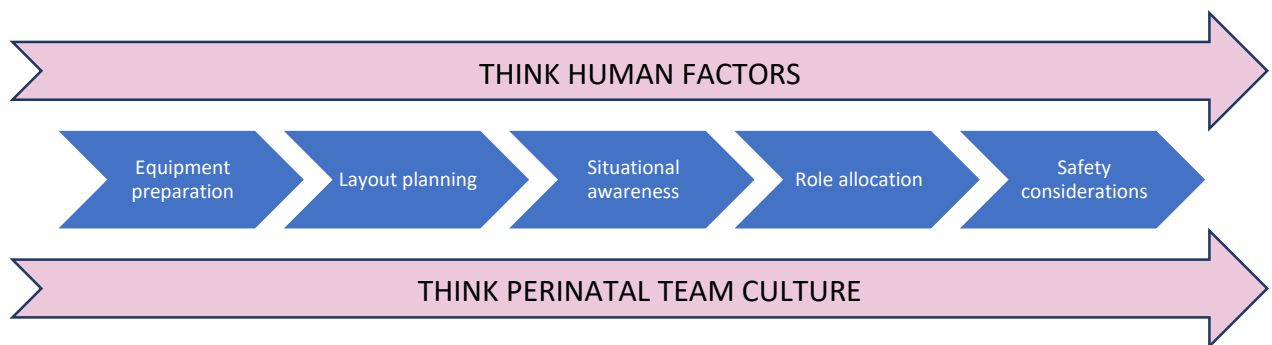 THINK HUMAN FACTORS
Equipment
preparation
Layout planning
Situational
awareness
Role allocation
Safety
considerations
THINK PERINATAL TEAM CULTURE